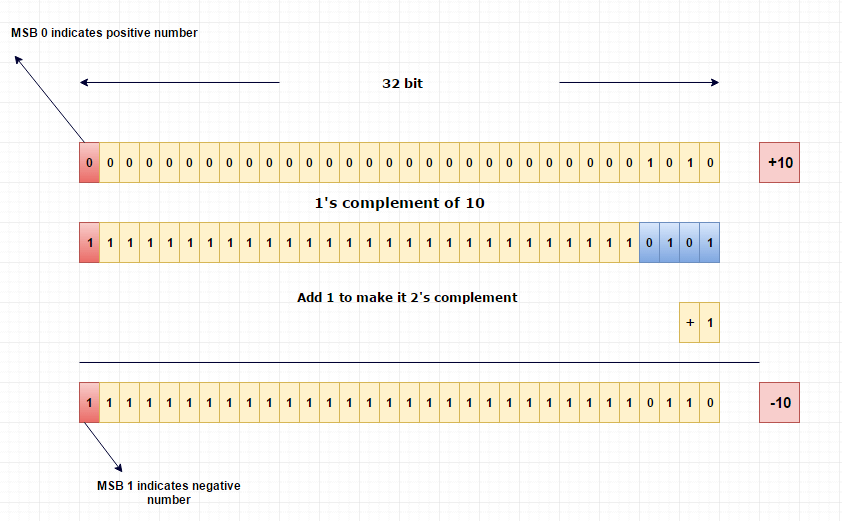 MSB 0 indicates positive number
32 bit
0 0 0 0 0 0 0 0 0 0 0 0 0 0 0 0 0 0 0 0 0 0 0 0 0 0 0 0 1 0 1 0 +10
1's complement of 10
1 1 1 1 1 1 1 1 1 1 1 1 1 1 1 1 1 1 1 1 1 1 1 1 1 1 1 1 0 1 0 1
Add 1 to make it 2's complement
+ 1
1 1 1 1 1 1 1 1 1 1 1 1 1 1 1 1 1 1 1 1 1 1 1 1 1 1 1 1 0 1 1 0 -10
MSB 1 indicates negative
number